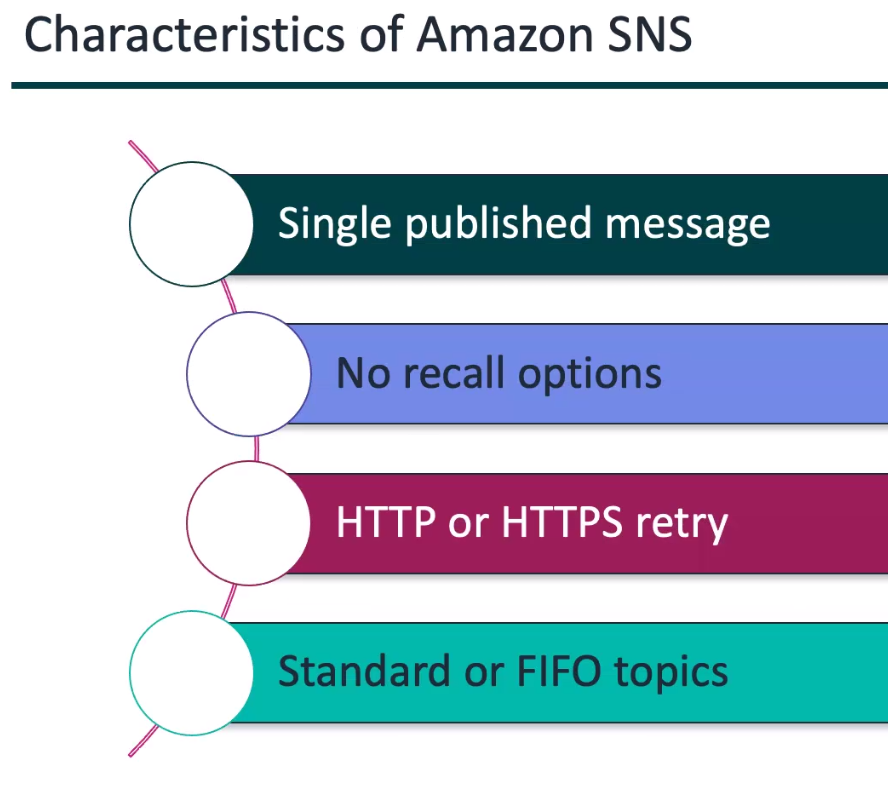 Characteristics of Amazon SNS
Single published message
No recall options
HTTP or HTTPS retry
Standard or FIFO topics